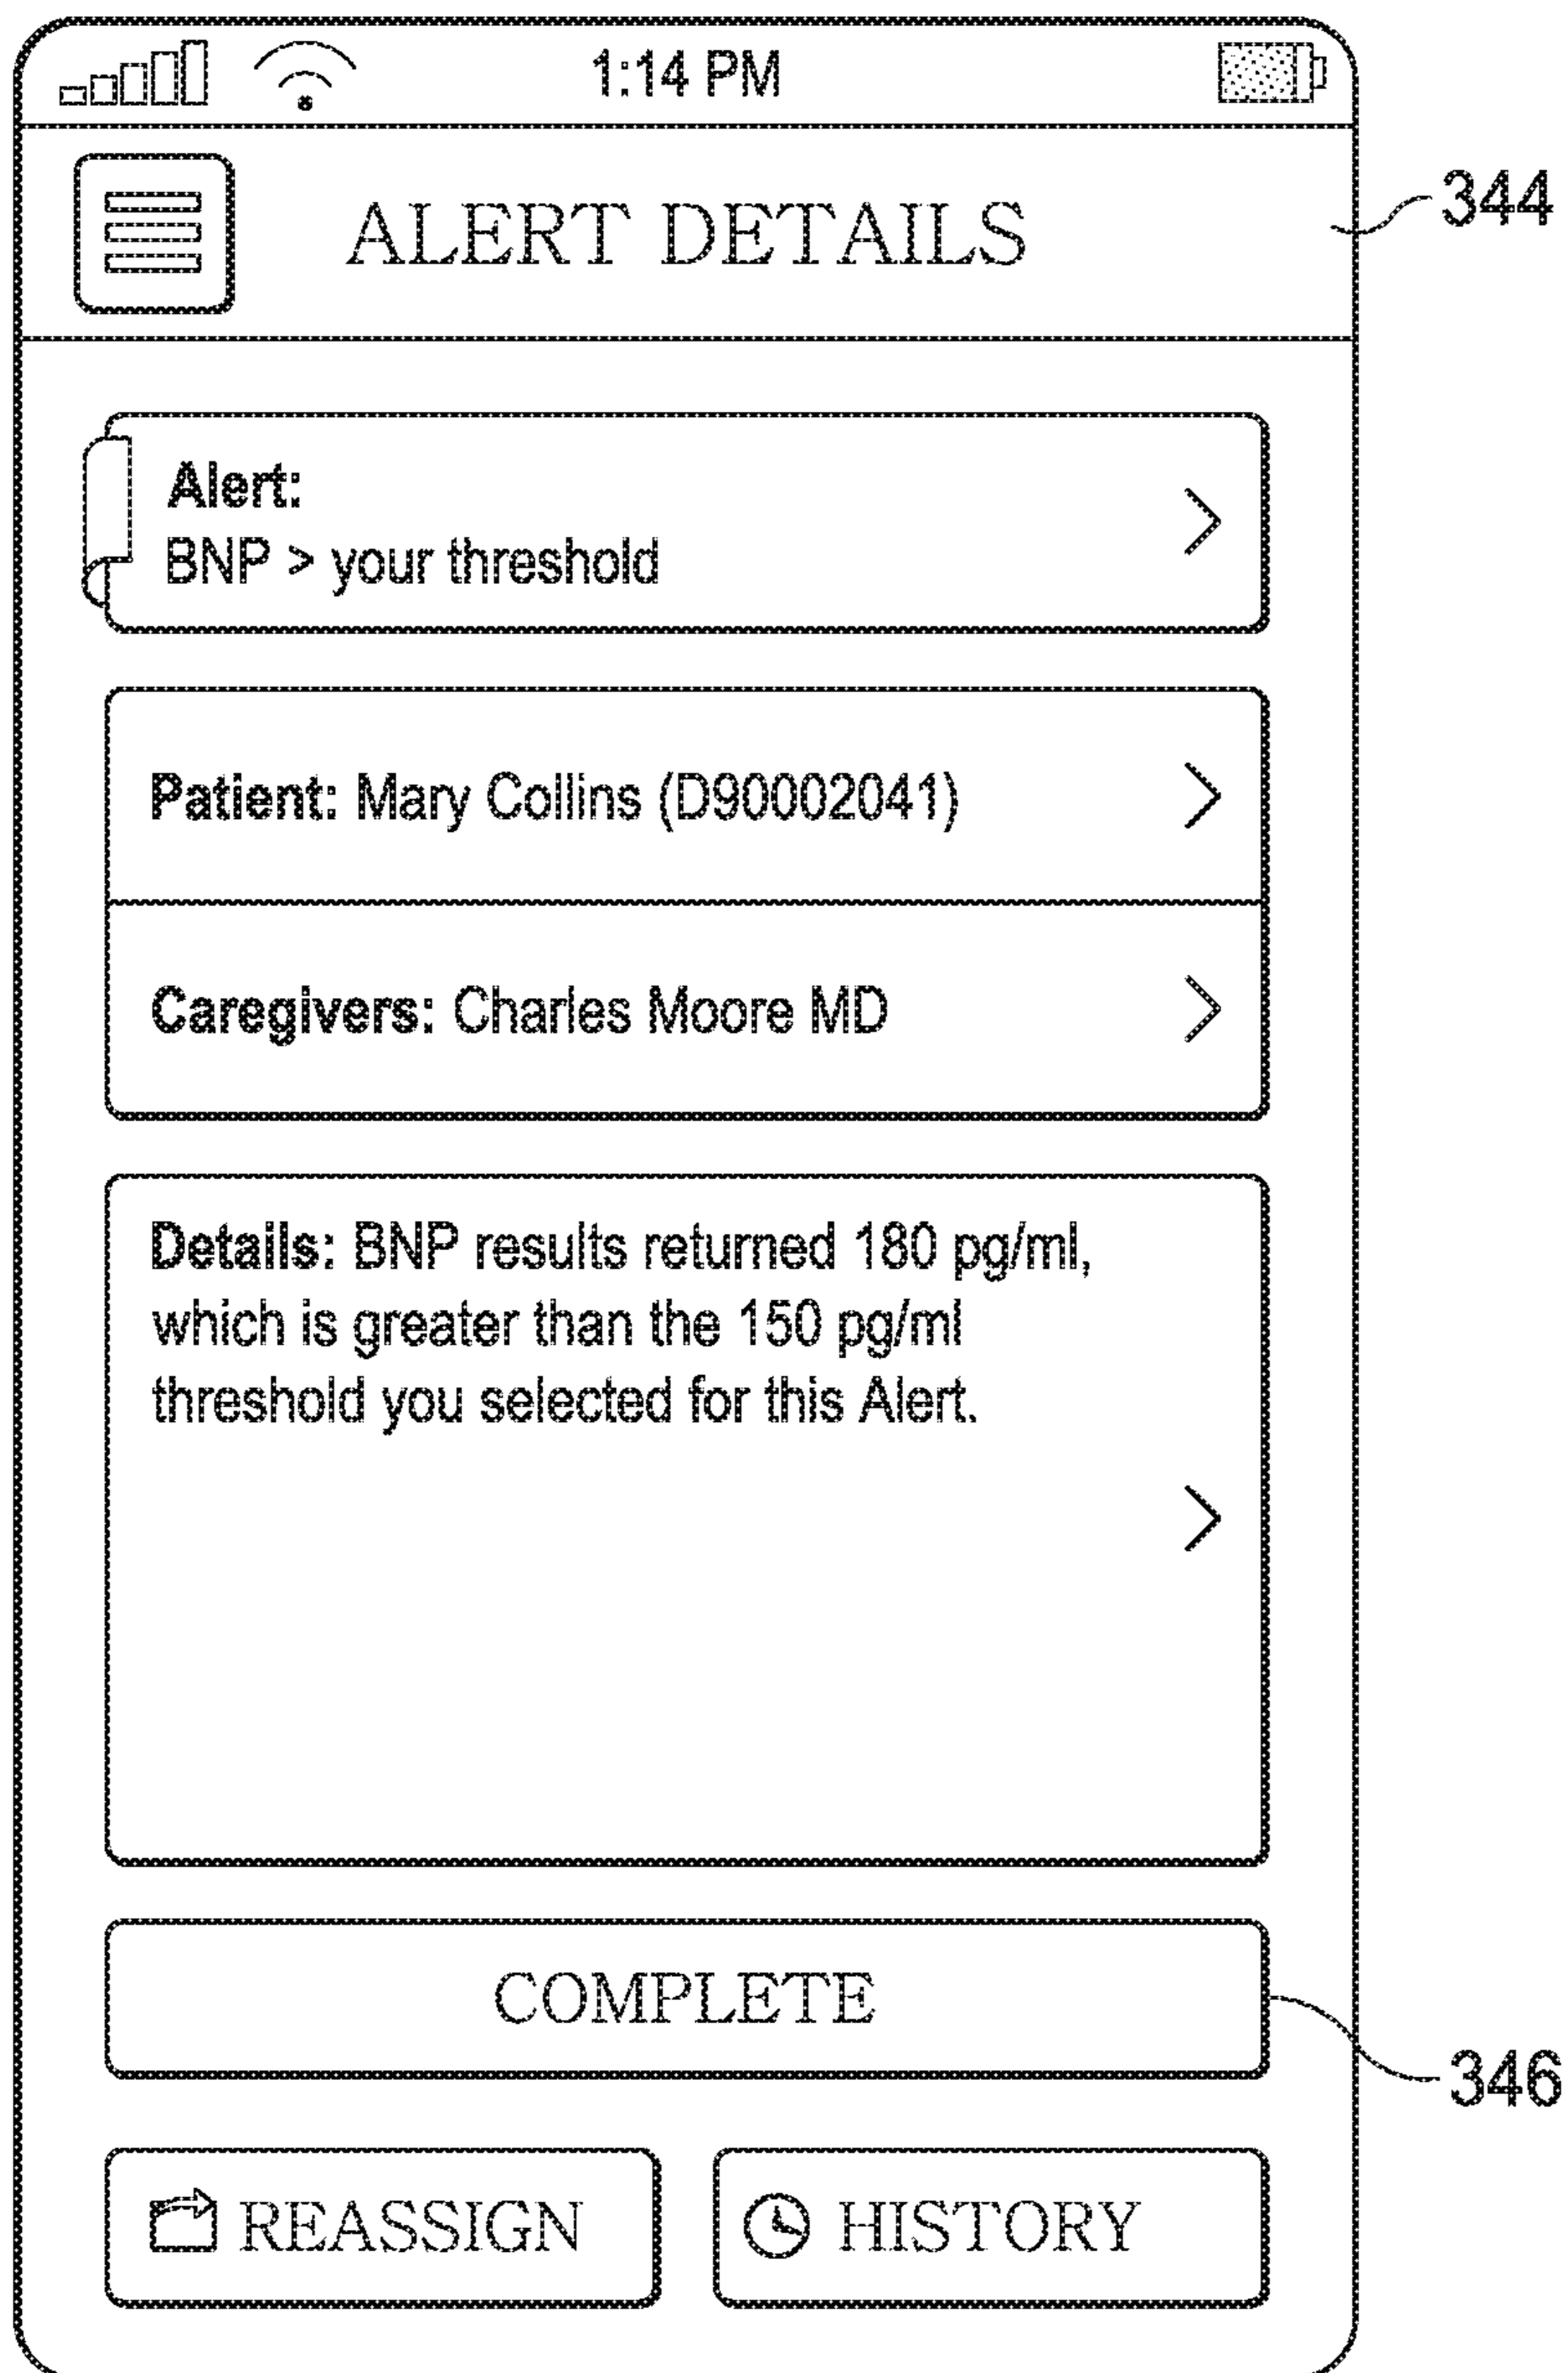 1:14 PM
ALERT DETAILS
344
Alert:
BNP > your threshold
Patient: Mary Collins (D90002041)
Caregivers: Charles Moore MD
Details: BNP results returned 180 pg/ml,
which is greater than the 150 pg/ml
threshold you selected for this Alert.
COMPLETE
346
REASSIGN
HISTORY